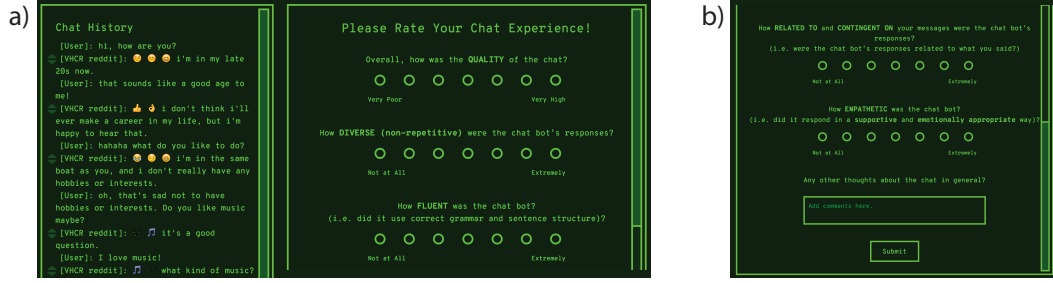 a)
Chat History
[User]: hi, how are you?
[VHCR reddit]: 😏 😏 😄 i'm in my late
20s now.
[User]: that sounds like a good age to
me!
[VHCR reddit]: 👍 👌 i don't think i'll
ever make a career in my life, but i'm
happy to hear that.
[User]: hahaha what do you like to do?
[VHCR reddit]: i'm in the same
boat as you, and i don't really have any
hobbies or interests.
[User]: oh, that's sad not to have
hobbies or interests. Do you like music
maybe?
[VHCR reddit]: 🎵 it's a good
question.
[User]: I love music!
[VHCR reddit]: 🎵 what kind of music?
Please Rate Your Chat Experience!
Overall, how was the QUALITY of the chat?
Very Poor Very High
How DIVERSE (non-repetitive) were the chat bot's responses?
Not at All Extremely
How FLUENT was the chat bot?
(i.e. did it use correct grammar and sentence structure)?
Not at All Extremely
b)
How RELATED TO and CONTINGENT ON your messages were the chat bot's
responses?
(i.e. were the chat bot's responses related to what you said?)
Not at All Extremely
How EMPATHETIC was the chat bot?
(i.e. did it respond in a supportive and emotionally appropriate way)?
Not at All Extremely
Any other thoughts about the chat in general?
Add comments here.
Submit